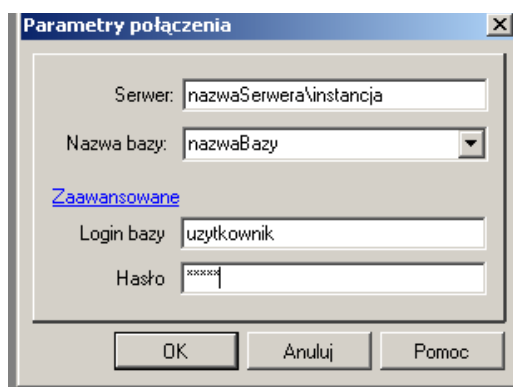 Parametry połączenia
Serwer: nazwaSerwera\instancja
Nazwa bazy: nazwaBazy
Zaawansowane
Login bazy uzytkownik
Hasło *****
OK Anuluj Pomoc